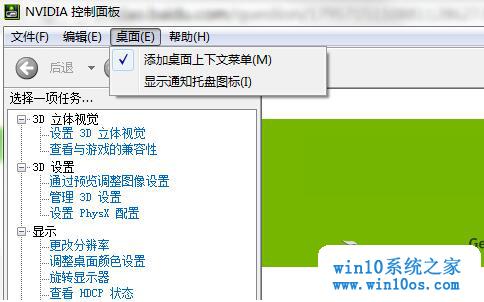 NVIDIA 控制面板
文件(F) 编辑(E) 桌面(E) 帮助(H)
添加桌面上下文菜单(M)
显示通知托盘图标(I)
后退
选择一项任务...
3D 立体视觉
设置 3D 立体视觉
查看与游戏的兼容性
3D 设置
通过预览调整图像设置
管理 3D 设置
设置 PhysX 配置
显示
更改分辨率
调整桌面颜色设置
旋转显示器
查看 HDCP 状态
Ge
win10系统之家
www.win10os.com